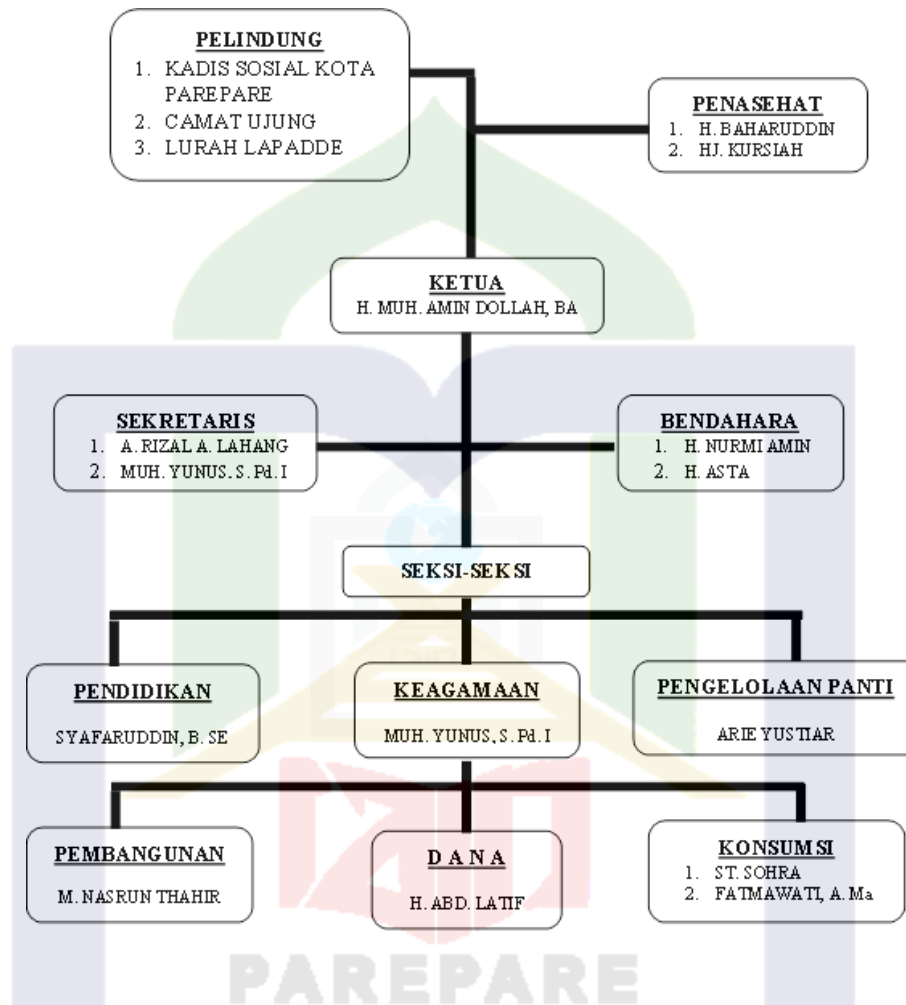 PELINDUNG
1. KADIS SOSIAL KOTA
PAREPARE
2. CAMAT UJUNG
3. LURAH LAPADDE
PENASEHAT
1. H. BAHARUDDIN
2. HJ. KURSIAH
KETUA
H. MUH. AMIN DOLLAH, BA
SEKRETARIS
1. A. RIZAL A. LAHANG
2. MUH. YUNUS. S. Pd. I
BENDAHARA
1. H. NURMI AMIN
2. H. ASTA
SEKSI-SEKSI
PENDIDIKAN
SYAFARUDDIN, B. SE
KEAGAMAAN
MUH. YUNUS, S. Pd. I
PENGELOLAAN PANTI
ARIE YUSTIAR
PEMBANGUNAN
M. NASRUN THAHIR
D A N A
H. ABD. LATIF
KONSUMSI
1. ST. SOHRA
2. FATMAWATI, A. Ma
PAREPARE